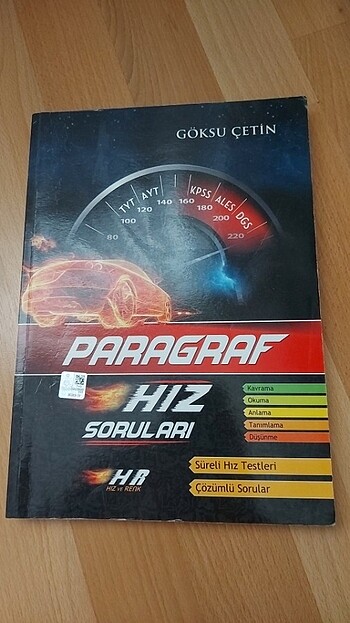 GÖKSU ÇETİN
TYT AYT KPSS ALES DGS
80 100 120 140 160 180 200 220
PARAGRAF
HIZ
SORULARI
Kavrama
Okuma
Anlama
Tanımlama
Düşünme
Süreli Hız Testleri
Çözümlü Sorular
HR
HIZ VE RENK